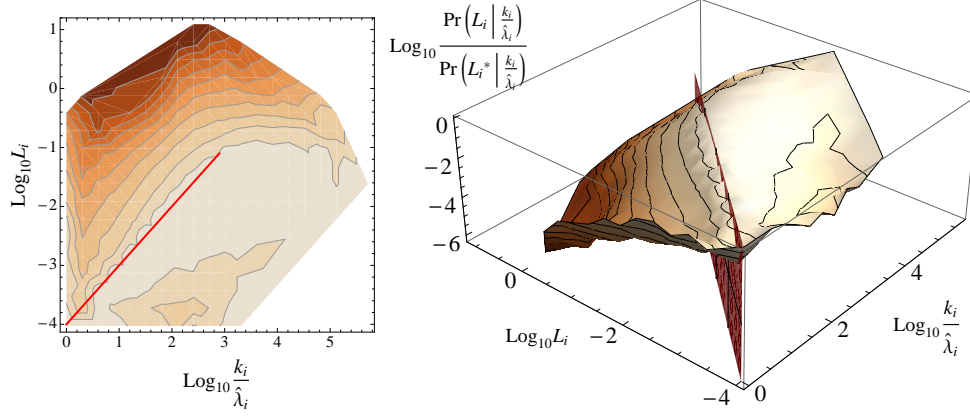 Log₁₀Lᵢ
1
0
−1
−2
−3
−4
0 1 2 3 4 5
Log₁₀ kᵢ / λ̂ᵢ
Log₁₀ Pr(Lᵢ | kᵢ / λ̂ᵢ) / Pr(Lᵢ* | kᵢ / λ̂ᵢ)
0
−2
−4
−6
0
−2
−4
Log₁₀Lᵢ
0
2
4
Log₁₀ kᵢ / λ̂ᵢ